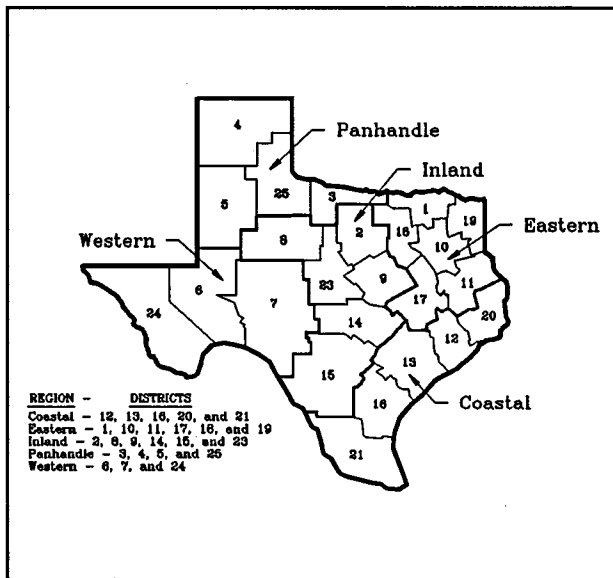 4
Panhandle
Inland
25
3
1
5
2
18
19
Eastern
8
10
Western
9
11
6
23
17
7
24
14
20
12
13
15
REGION - DISTRICTS
16
Coastal
Coastal - 12, 13, 16, 20, and 21
Eastern - 1, 10, 11, 17, 18, and 19
Inland - 2, 8, 9, 14, 15, and 23
Panhandle - 3, 4, 5, and 25
Western - 6, 7, and 24
21